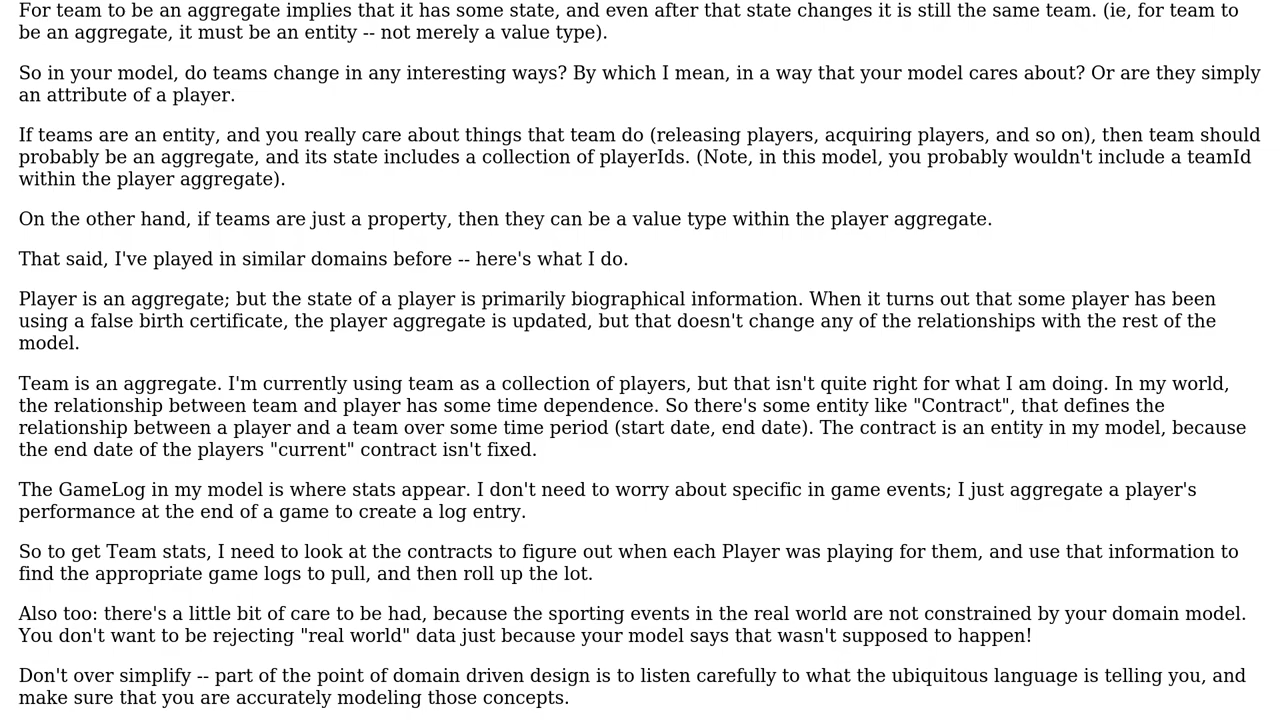 For team to be an aggregate implies that it has some state, and even after that state changes it is still the same team. (ie, for team to
be an aggregate, it must be an entity -- not merely a value type).
So in your model, do teams change in any interesting ways? By which I mean, in a way that your model cares about? Or are they simply
an attribute of a player.
If teams are an entity, and you really care about things that team do (releasing players, acquiring players, and so on), then team should
probably be an aggregate, and its state includes a collection of playerIds. (Note, in this model, you probably wouldn't include a teamId
within the player aggregate).
On the other hand, if teams are just a property, then they can be a value type within the player aggregate.
That said, I've played in similar domains before -- here's what I do.
Player is an aggregate; but the state of a player is primarily biographical information. When it turns out that some player has been
using a false birth certificate, the player aggregate is updated, but that doesn't change any of the relationships with the rest of the
model.
Team is an aggregate. I'm currently using team as a collection of players, but that isn't quite right for what I am doing. In my world,
the relationship between team and player has some time dependence. So there's some entity like "Contract", that defines the
relationship between a player and a team over some time period (start date, end date). The contract is an entity in my model, because
the end date of the players "current" contract isn't fixed.
The GameLog in my model is where stats appear. I don't need to worry about specific in game events; I just aggregate a player's
performance at the end of a game to create a log entry.
So to get Team stats, I need to look at the contracts to figure out when each Player was playing for them, and use that information to
find the appropriate game logs to pull, and then roll up the lot.
Also too: there's a little bit of care to be had, because the sporting events in the real world are not constrained by your domain model.
You don't want to be rejecting "real world" data just because your model says that wasn't supposed to happen!
Don't over simplify -- part of the point of domain driven design is to listen carefully to what the ubiquitous language is telling you, and
make sure that you are accurately modeling those concepts.